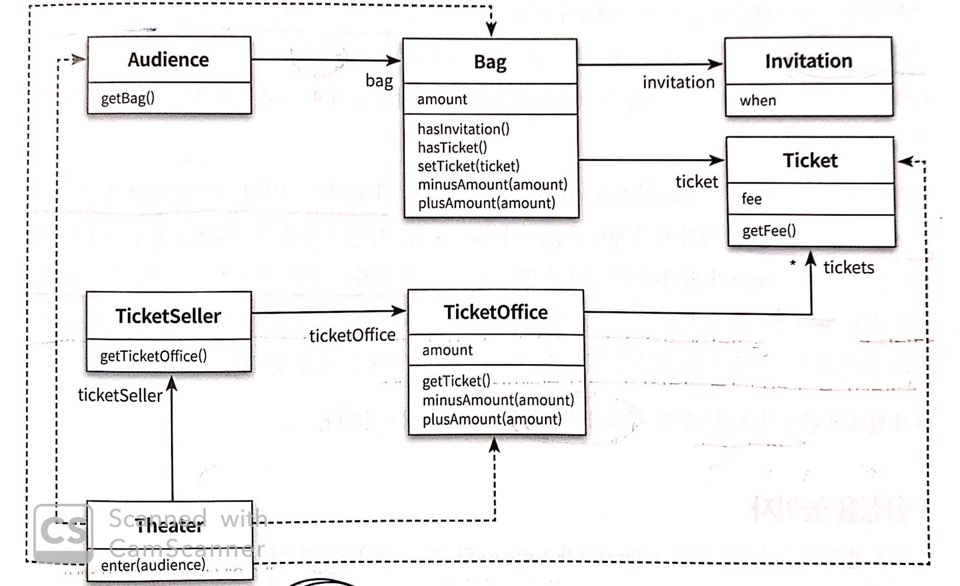 Audience
getBag()
bag
Bag
amount
hasInvitation()
hasTicket()
setTicket(ticket)
minusAmount(amount)
plusAmount(amount)
invitation
Invitation
when
ticket
Ticket
fee
getFee()
* tickets
TicketSeller
getTicketOffice()
ticketOffice
TicketOffice
amount
getTicket()
minusAmount(amount)
plusAmount(amount)
ticketSeller
Theater
enter(audience)
CS
Scanned with
CamScanner